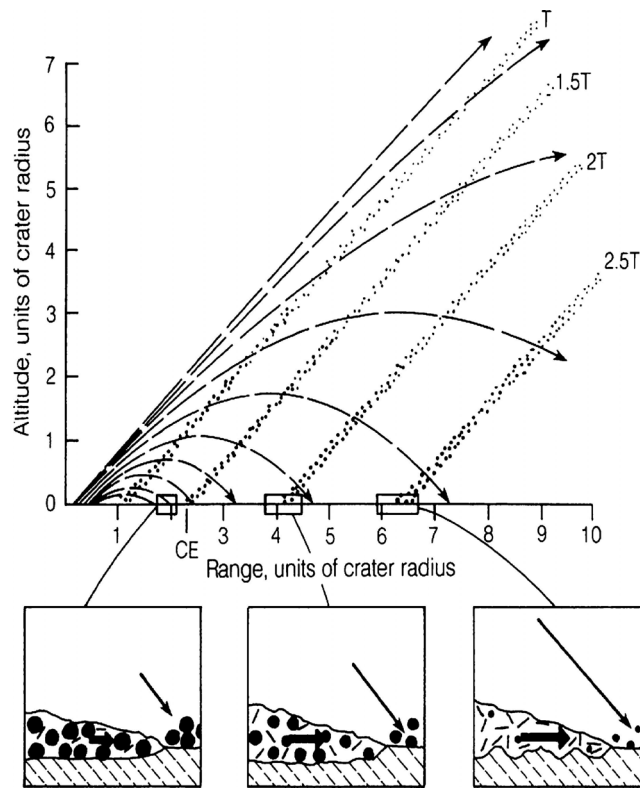 Altitude, units of crater radius
7
6
5
4
3
2
1
0
T
1.5T
2T
2.5T
1
2
3
4
5
6
7
8
9
10
CE
Range, units of crater radius